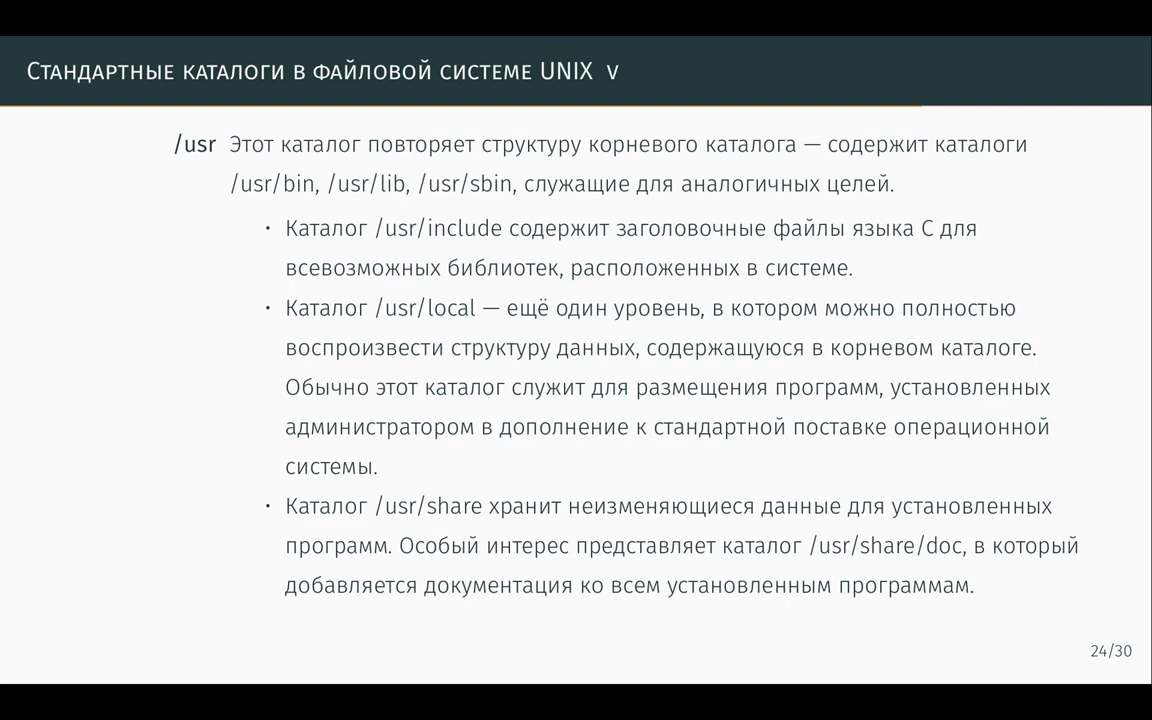 Стандартные каталоги в файловой системе UNIX v
/usr Этот каталог повторяет структуру корневого каталога — содержит каталоги
/usr/bin, /usr/lib, /usr/sbin, служащие для аналогичных целей.
• Каталог /usr/include содержит заголовочные файлы языка C для
всевозможных библиотек, расположенных в системе.
• Каталог /usr/local — ещё один уровень, в котором можно полностью
воспроизвести структуру данных, содержащуюся в корневом каталоге.
Обычно этот каталог служит для размещения программ, установленных
администратором в дополнение к стандартной поставке операционной
системы.
• Каталог /usr/share хранит неизменяющиеся данные для установленных
программ. Особый интерес представляет каталог /usr/share/doc, в который
добавляется документация ко всем установленным программам.
24/30